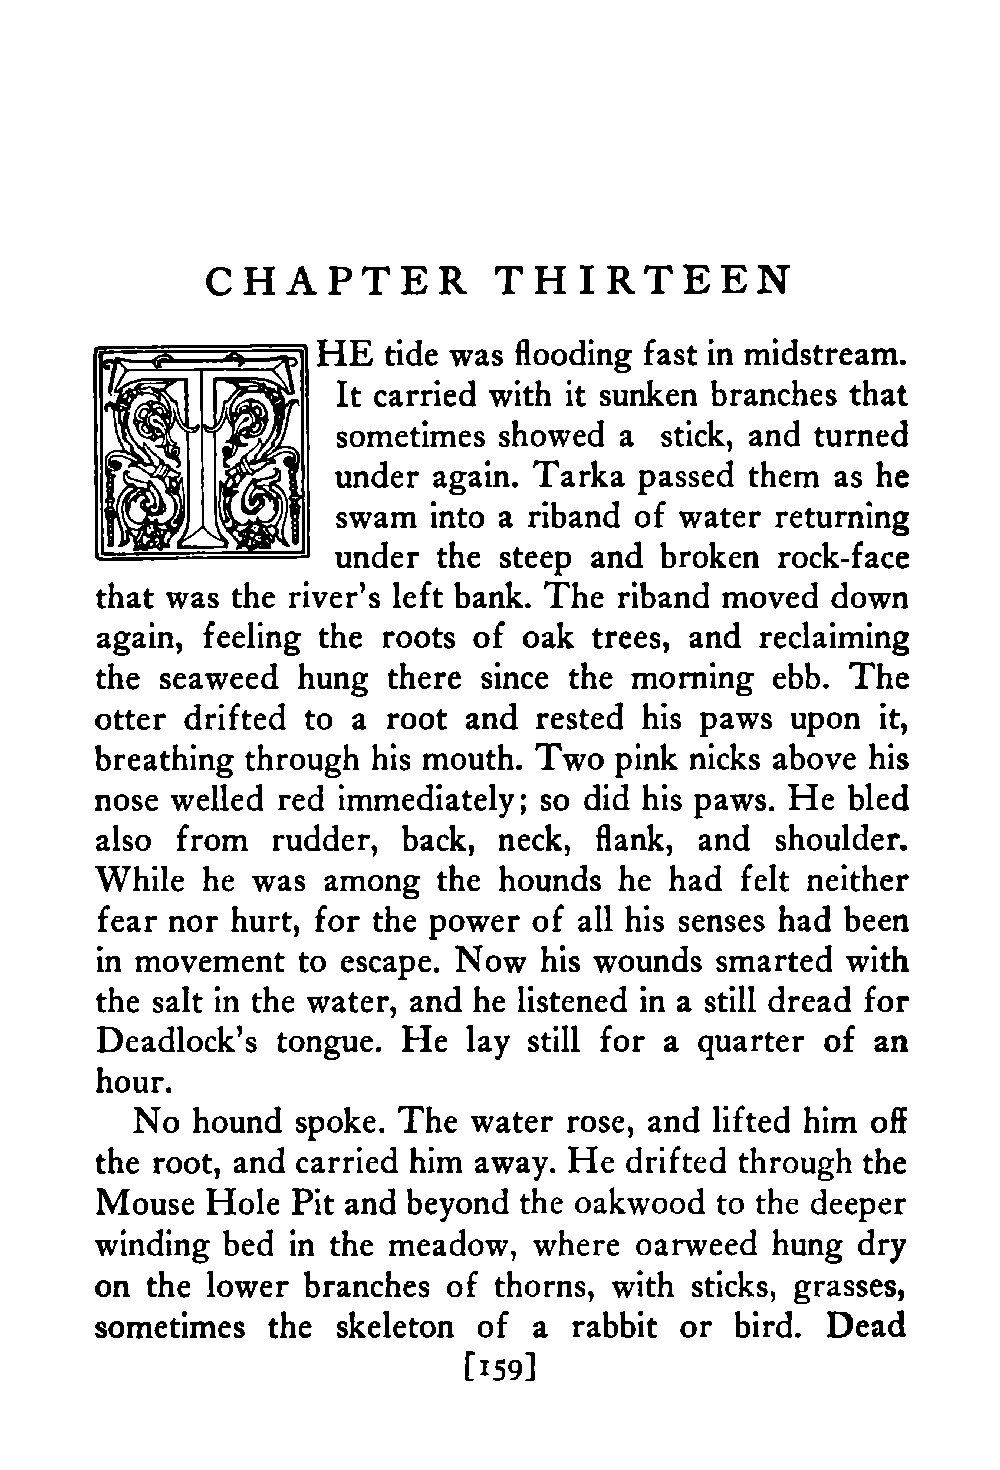 CHAPTER THIRTEEN
THE tide was flooding fast in midstream.
It carried with it sunken branches that
sometimes showed a stick, and turned
under again. Tarka passed them as he
swam into a riband of water returning
under the steep and broken rock-face
that was the river's left bank. The riband moved down
again, feeling the roots of oak trees, and reclaiming
the seaweed hung there since the morning ebb. The
otter drifted to a root and rested his paws upon it,
breathing through his mouth. Two pink nicks above his
nose welled red immediately; so did his paws. He bled
also from rudder, back, neck, flank, and shoulder.
While he was among the hounds he had felt neither
fear nor hurt, for the power of all his senses had been
in movement to escape. Now his wounds smarted with
the salt in the water, and he listened in a still dread for
Deadlock's tongue. He lay still for a quarter of an
hour.
No hound spoke. The water rose, and lifted him off
the root, and carried him away. He drifted through the
Mouse Hole Pit and beyond the oakwood to the deeper
winding bed in the meadow, where oarweed hung dry
on the lower branches of thorns, with sticks, grasses,
sometimes the skeleton of a rabbit or bird. Dead
[159]